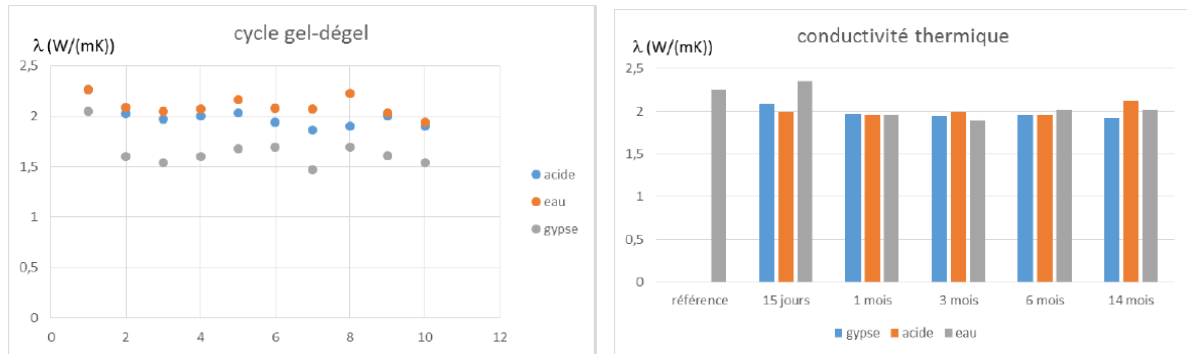 cycle gel-dégel
λ (W/(mK))
2,5
2
1,5
1
0,5
0
0 2 4 6 8 10 12
acide
eau
gypse
conductivité thermique
λ (W/(mK))
2,5
2
1,5
1
0,5
0
référence 15 jours 1 mois 3 mois 6 mois 14 mois
gypse acide eau